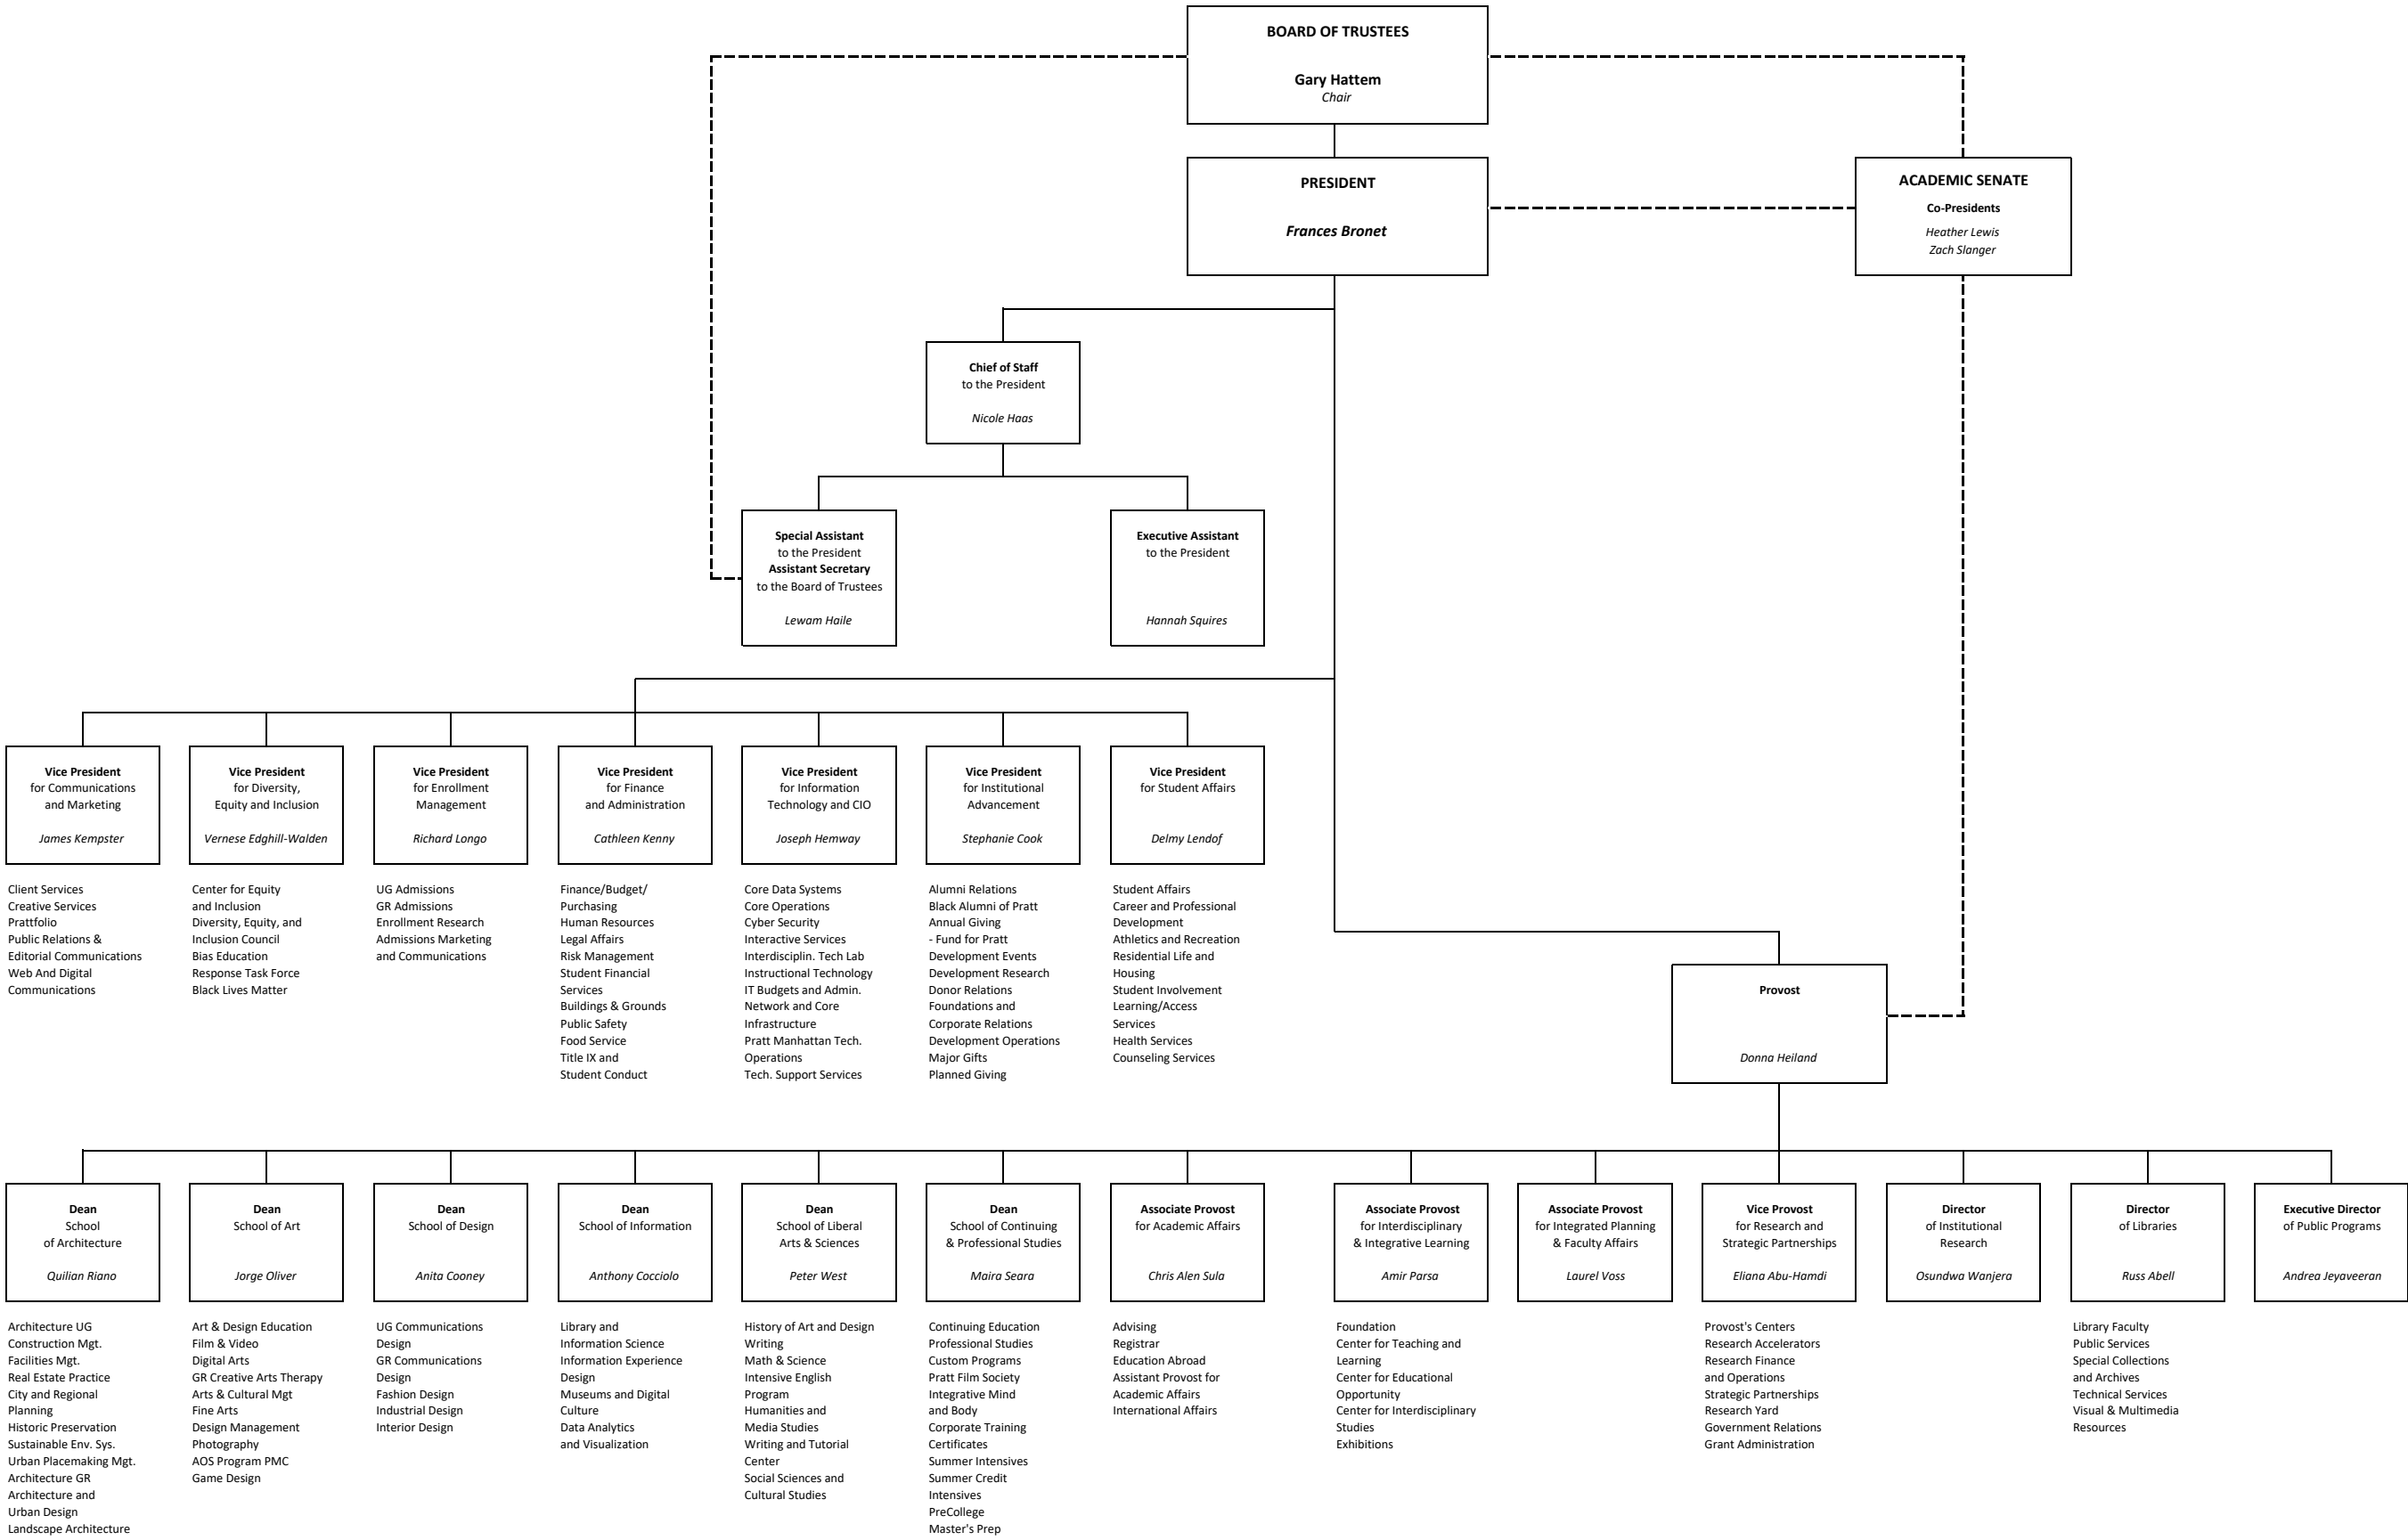 BOARD OF TRUSTEES
Gary Hattem
Chair
PRESIDENT
Frances Bronet
ACADEMIC SENATE
Co-Presidents
Heather Lewis
Zach Slanger
Chief of Staff
to the President
Nicole Haas
Special Assistant
to the President
Assistant Secretary
to the Board of Trustees
Lewam Haile
Executive Assistant
to the President
Hannah Squires
Vice President
for Communications
and Marketing
James Kempster
Client Services
Creative Services
Prattfolio
Public Relations &
Editorial Communications
Web And Digital
Communications
Vice President
for Diversity,
Equity and Inclusion
Vernese Edghill-Walden
Center for Equity
and Inclusion
Diversity, Equity, and
Inclusion Council
Bias Education
Response Task Force
Black Lives Matter
Vice President
for Enrollment
Management
Richard Longo
UG Admissions
GR Admissions
Enrollment Research
Admissions Marketing
and Communications
Vice President
for Finance
and Administration
Cathleen Kenny
Finance/Budget/
Purchasing
Human Resources
Legal Affairs
Risk Management
Student Financial
Services
Buildings & Grounds
Public Safety
Food Service
Title IX and
Student Conduct
Vice President
for Information
Technology and CIO
Joseph Hemway
Core Data Systems
Core Operations
Cyber Security
Interactive Services
Interdisciplin. Tech Lab
Instructional Technology
IT Budgets and Admin.
Network and Core
Infrastructure
Pratt Manhattan Tech.
Operations
Tech. Support Services
Vice President
for Institutional
Advancement
Stephanie Cook
Alumni Relations
Black Alumni of Pratt
Annual Giving
- Fund for Pratt
Development Events
Development Research
Donor Relations
Foundations and
Corporate Relations
Development Operations
Major Gifts
Planned Giving
Vice President
for Student Affairs
Delmy Lendof
Student Affairs
Career and Professional
Development
Athletics and Recreation
Residential Life and
Housing
Student Involvement
Learning/Access
Services
Health Services
Counseling Services
Provost
Donna Heiland
Dean
School
of Architecture
Quilian Riano
Architecture UG
Construction Mgt.
Facilities Mgt.
Real Estate Practice
City and Regional
Planning
Historic Preservation
Sustainable Env. Sys.
Urban Placemaking Mgt.
Architecture GR
Architecture and
Urban Design
Landscape Architecture
Dean
School of Art
Jorge Oliver
Art & Design Education
Film & Video
Digital Arts
GR Creative Arts Therapy
Arts & Cultural Mgt
Fine Arts
Design Management
Photography
AOS Program PMC
Game Design
Dean
School of Design
Anita Cooney
UG Communications
Design
GR Communications
Design
Fashion Design
Industrial Design
Interior Design
Dean
School of Information
Anthony Cocciolo
Library and
Information Science
Information Experience
Design
Museums and Digital
Culture
Data Analytics
and Visualization
Dean
School of Liberal
Arts & Sciences
Peter West
History of Art and Design
Writing
Math & Science
Intensive English
Program
Humanities and
Media Studies
Writing and Tutorial
Center
Social Sciences and
Cultural Studies
Dean
School of Continuing
& Professional Studies
Maira Seara
Continuing Education
Professional Studies
Custom Programs
Pratt Film Society
Integrative Mind
and Body
Corporate Training
Certificates
Summer Intensives
Summer Credit
Intensives
PreCollege
Master's Prep
Associate Provost
for Academic Affairs
Chris Alen Sula
Advising
Registrar
Education Abroad
Assistant Provost for
Academic Affairs
International Affairs
Associate Provost
for Interdisciplinary
& Integrative Learning
Amir Parsa
Foundation
Center for Teaching and
Learning
Center for Educational
Opportunity
Center for Interdisciplinary
Studies
Exhibitions
Associate Provost
for Integrated Planning
& Faculty Affairs
Laurel Voss
Vice Provost
for Research and
Strategic Partnerships
Eliana Abu-Hamdi
Provost's Centers
Research Accelerators
Research Finance
and Operations
Strategic Partnerships
Research Yard
Government Relations
Grant Administration
Director
of Institutional
Research
Osundwa Wanjera
Director
of Libraries
Russ Abell
Library Faculty
Public Services
Special Collections
and Archives
Technical Services
Visual & Multimedia
Resources
Executive Director
of Public Programs
Andrea Jeyaveeran